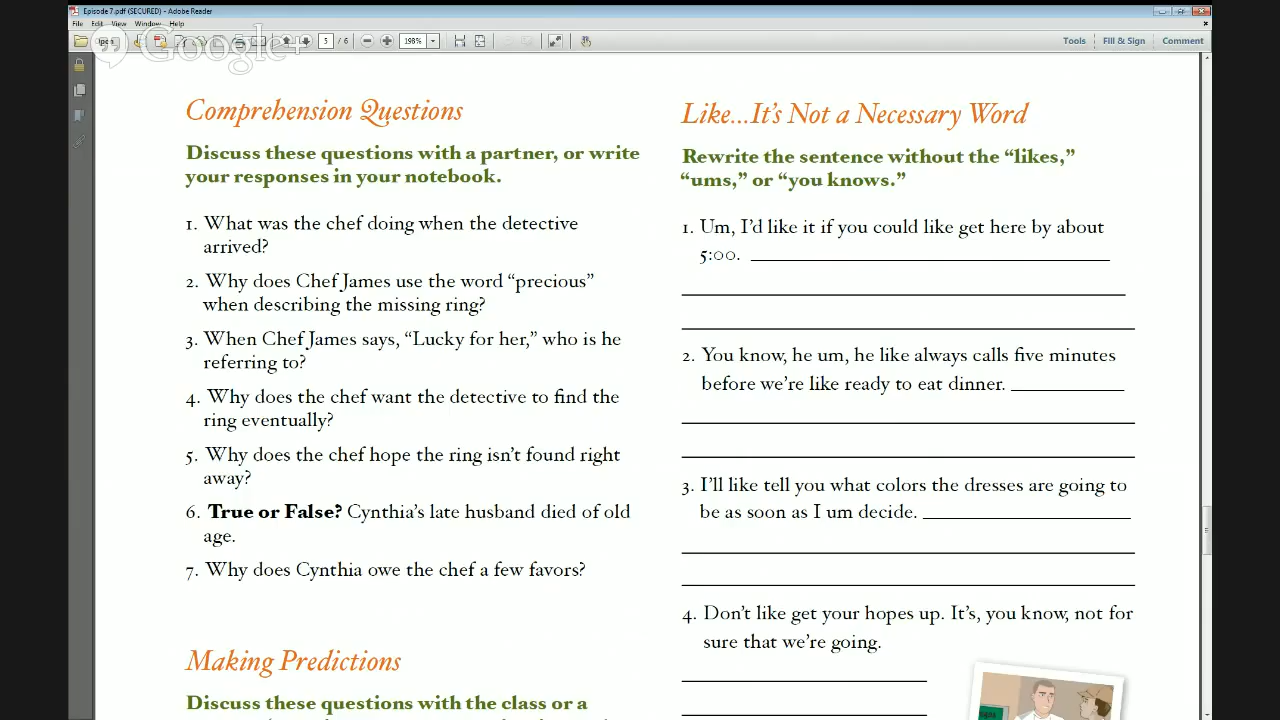 Episode 7.pdf (SECURED) - Adobe Reader
File Edit View Window Help
Open
5 / 6
198%
Tools Fill & Sign Comment
Google+
Comprehension Questions
Discuss these questions with a partner, or write
your responses in your notebook.
1. What was the chef doing when the detective
arrived?
2. Why does Chef James use the word “precious”
when describing the missing ring?
3. When Chef James says, “Lucky for her,” who is he
referring to?
4. Why does the chef want the detective to find the
ring eventually?
5. Why does the chef hope the ring isn’t found right
away?
6. True or False? Cynthia’s late husband died of old
age.
7. Why does Cynthia owe the chef a few favors?
Making Predictions
Discuss these questions with the class or a
Like...It’s Not a Necessary Word
Rewrite the sentence without the “likes,”
“ums,” or “you knows.”
1. Um, I’d like it if you could like get here by about
5:00.
2. You know, he um, he like always calls five minutes
before we’re like ready to eat dinner.
3. I’ll like tell you what colors the dresses are going to
be as soon as I um decide.
4. Don’t like get your hopes up. It’s, you know, not for
sure that we’re going.